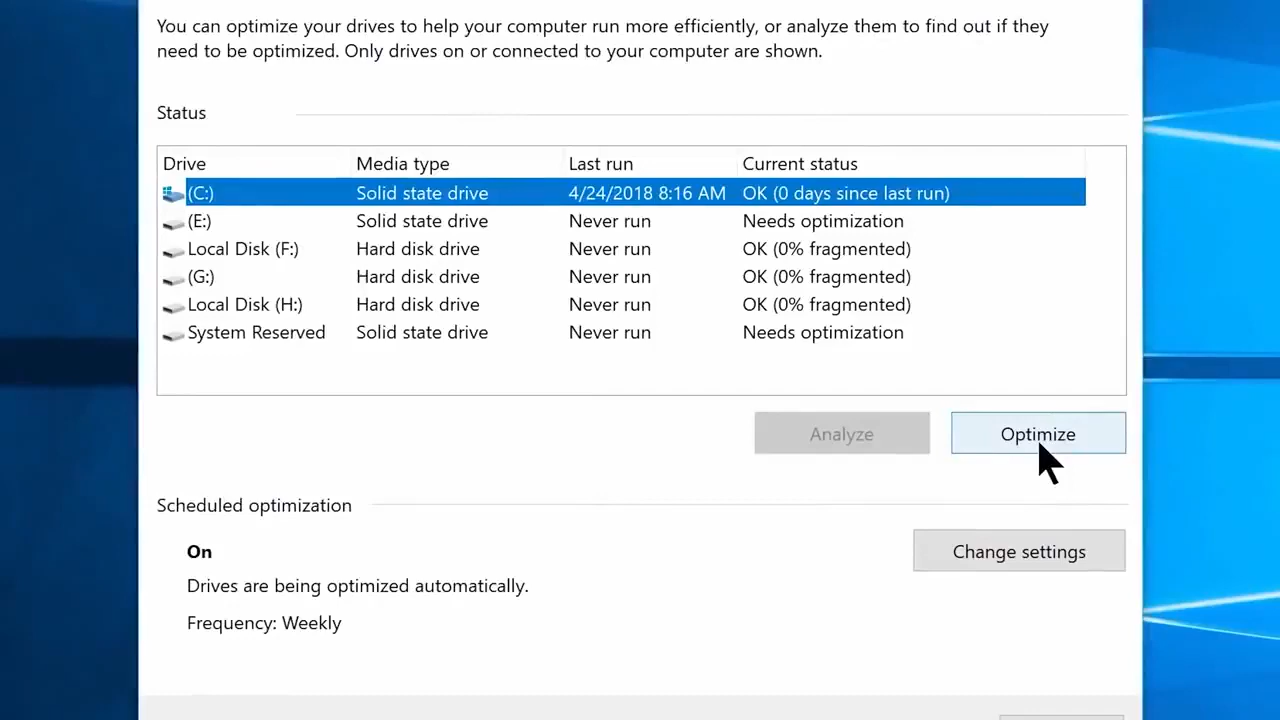 You can optimize your drives to help your computer run more efficiently, or analyze them to find out if they
need to be optimized. Only drives on or connected to your computer are shown.
Status
Drive Media type Last run Current status
(C:) Solid state drive 4/24/2018 8:16 AM OK (0 days since last run)
(E:) Solid state drive Never run Needs optimization
Local Disk (F:) Hard disk drive Never run OK (0% fragmented)
(G:) Hard disk drive Never run OK (0% fragmented)
Local Disk (H:) Hard disk drive Never run OK (0% fragmented)
System Reserved Solid state drive Never run Needs optimization
Analyze Optimize
Scheduled optimization
On Change settings
Drives are being optimized automatically.
Frequency: Weekly